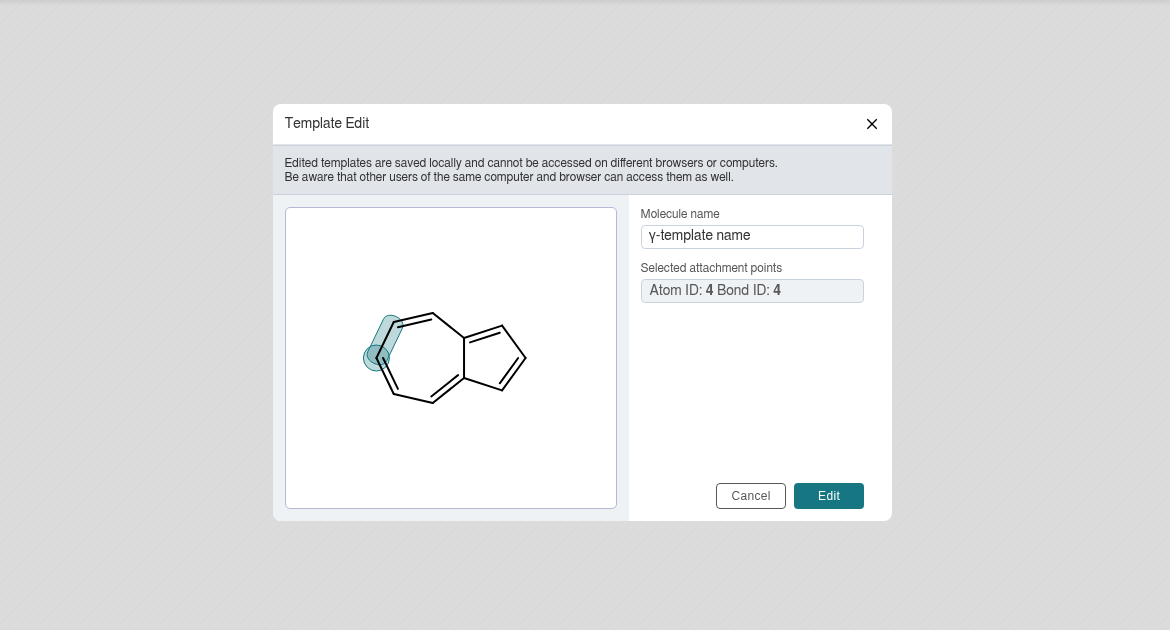 Template Edit
Edited templates are saved locally and cannot be accessed on different browsers or computers.
Be aware that other users of the same computer and browser can access them as well.
Molecule name
γ-template name
Selected attachment points
Atom ID: 4 Bond ID: 4
Cancel
Edit